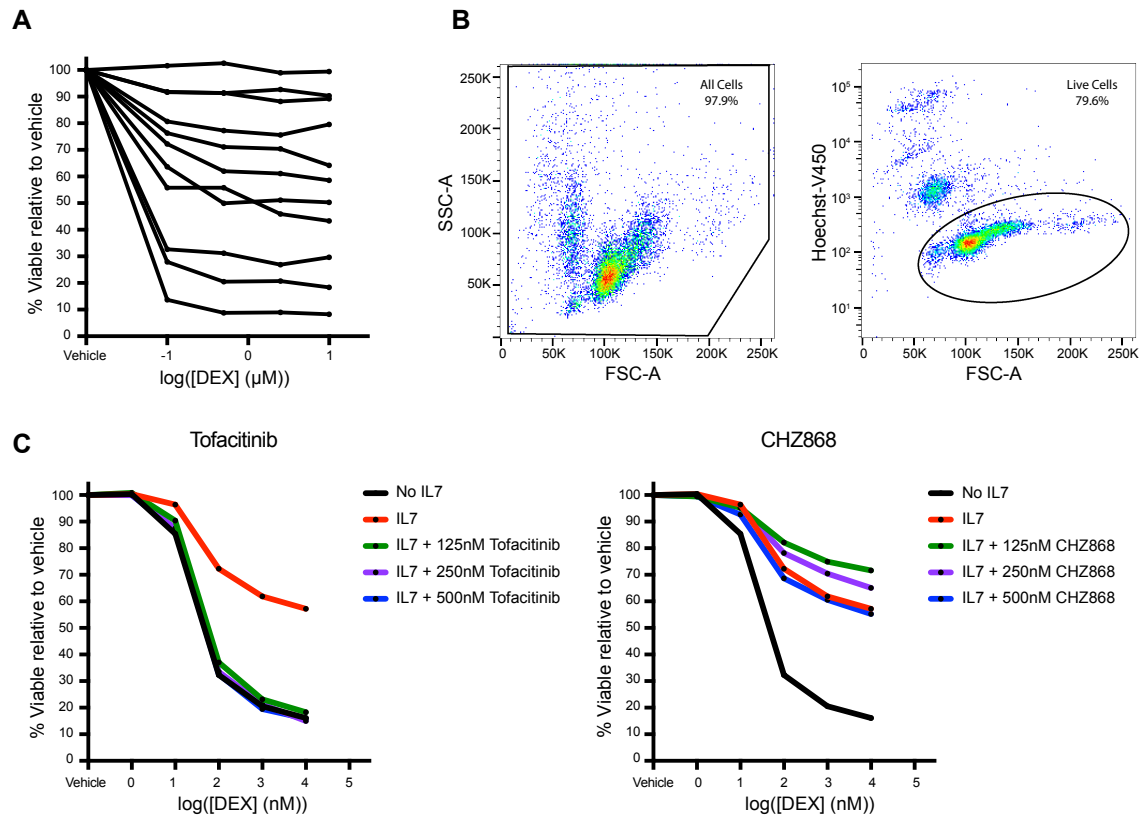 A
% Viable relative to vehicle
100
90
80
70
60
50
40
30
20
10
0
Vehicle -1 0 1
log([DEX] (µM))
B
SSC-A
250K
200K
150K
100K
50K
All Cells
97.9%
0 50K 100K 150K 200K 250K
FSC-A
Hoechst-V450
10⁵
10⁴
10³
10²
10¹
Live Cells
79.6%
0 50K 100K 150K 200K 250K
FSC-A
C
Tofacitinib
% Viable relative to vehicle
100
90
80
70
60
50
40
30
20
10
0
Vehicle 0 1 2 3 4 5
log([DEX] (nM))
No IL7
IL7
IL7 + 125nM Tofacitinib
IL7 + 250nM Tofacitinib
IL7 + 500nM Tofacitinib
CHZ868
% Viable relative to vehicle
100
90
80
70
60
50
40
30
20
10
0
Vehicle 0 1 2 3 4 5
log([DEX] (nM))
No IL7
IL7
IL7 + 125nM CHZ868
IL7 + 250nM CHZ868
IL7 + 500nM CHZ868